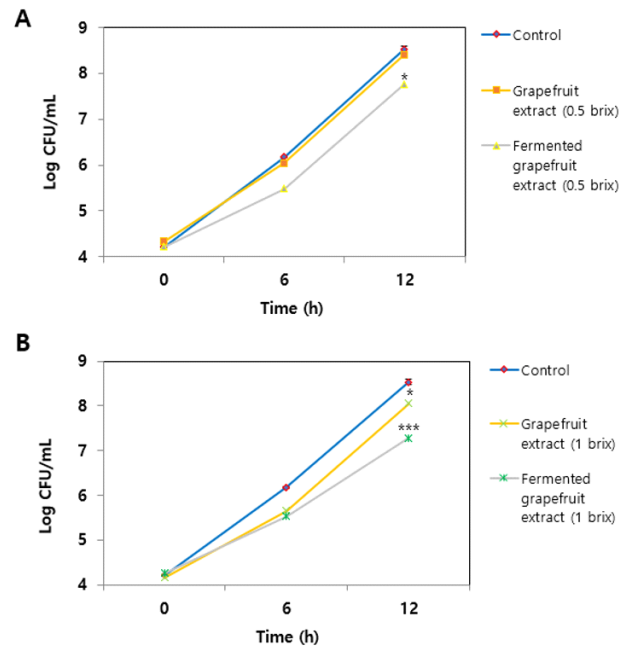 A
9
8
7
6
5
4
Log CFU/mL
0
6
12
Time (h)
*
Control
Grapefruit
extract (0.5 brix)
Fermented
grapefruit
extract (0.5 brix)
B
9
8
7
6
5
4
Log CFU/mL
0
6
12
Time (h)
*
***
Control
Grapefruit
extract (1 brix)
Fermented
grapefruit
extract (1 brix)